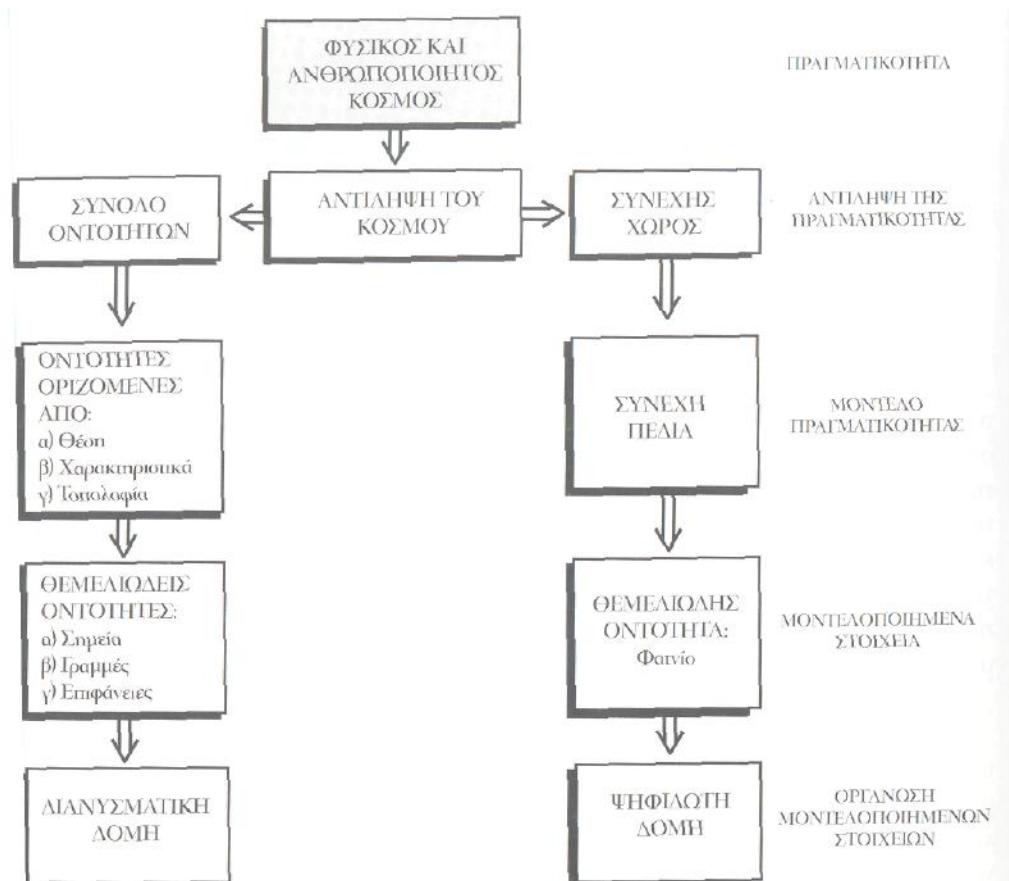 ΦΥΣΙΚΟΣ ΚΑΙ
ΑΝΘΡΩΠΟΠΟΙΗΤΟΣ
ΚΟΣΜΟΣ
ΠΡΑΓΜΑΤΙΚΟΤΗΤΑ
ΣΥΝΟΛΟ
ΟΝΤΟΤΗΤΩΝ
ΑΝΤΙΛΗΨΗ ΤΟΥ
ΚΟΣΜΟΥ
ΣΥΝΕΧΗΣ
ΧΩΡΟΣ
ΑΝΤΙΛΗΨΗ ΤΗΣ
ΠΡΑΓΜΑΤΙΚΟΤΗΤΑΣ
ΟΝΤΟΤΗΤΕΣ
ΟΡΙΖΟΜΕΝΕΣ
ΑΠΟ:
α) Θέση
β) Χαρακτηριστικά
γ) Τοπολοφία
ΣΥΝΕΧΗ
ΠΕΔΙΑ
ΜΟΝΤΕΛΟ
ΠΡΑΓΜΑΤΙΚΟΤΗΤΑΣ
ΘΕΜΕΛΙΩΔΕΙΣ
ΟΝΤΟΤΗΤΕΣ:
α) Σημεία
β) Γραμμές
γ) Επιφάνειες
ΘΕΜΕΛΙΩΔΗΣ
ΟΝΤΟΤΗΤΑ:
Φατνίο
ΜΟΝΤΕΛΟΠΟΙΗΜΕΝΑ
ΣΤΟΙΧΕΙΑ
ΔΙΑΝΥΣΜΑΤΙΚΗ
ΔΟΜΗ
ΨΗΦΙΔΩΤΗ
ΔΟΜΗ
ΟΡΓΑΝΩΣΗ
ΜΟΝΤΕΛΟΠΟΙΗΜΕΝΩΝ
ΣΤΟΙΧΕΙΩΝ